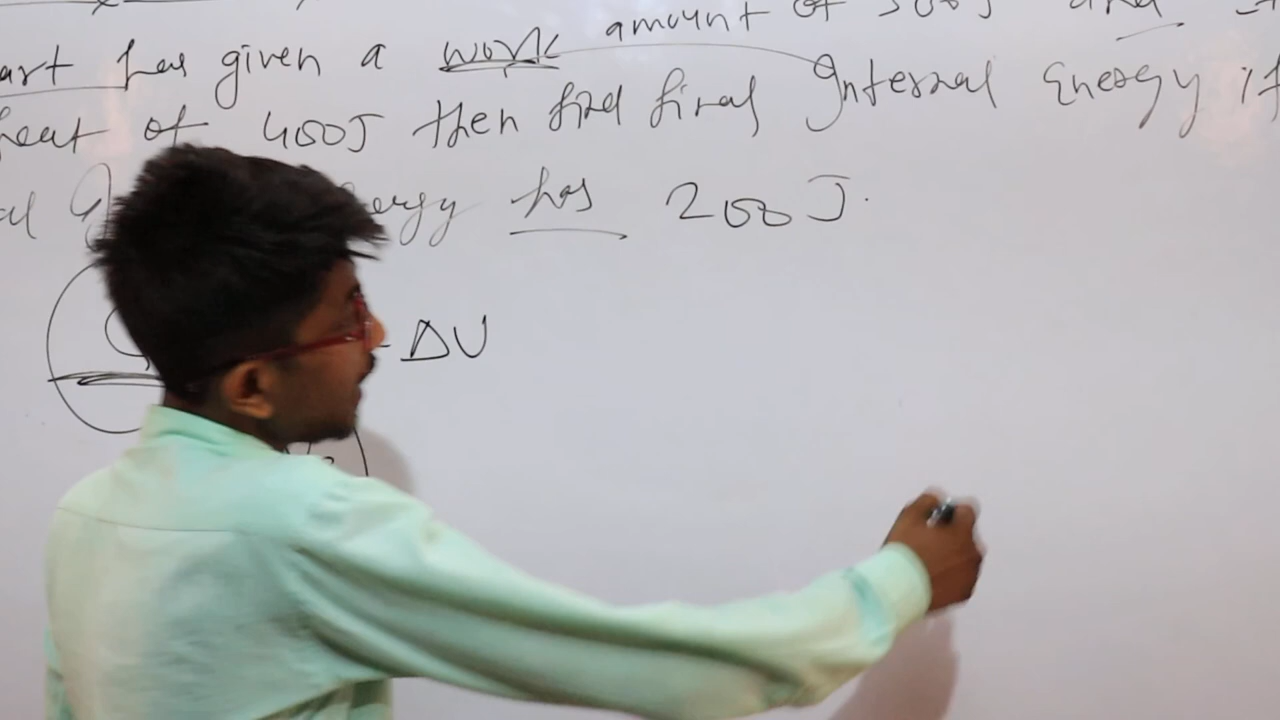 amount of 300J and
art has given a work Internal Energy if
heat of 400J then find final
al energy has 200J.
ΔU